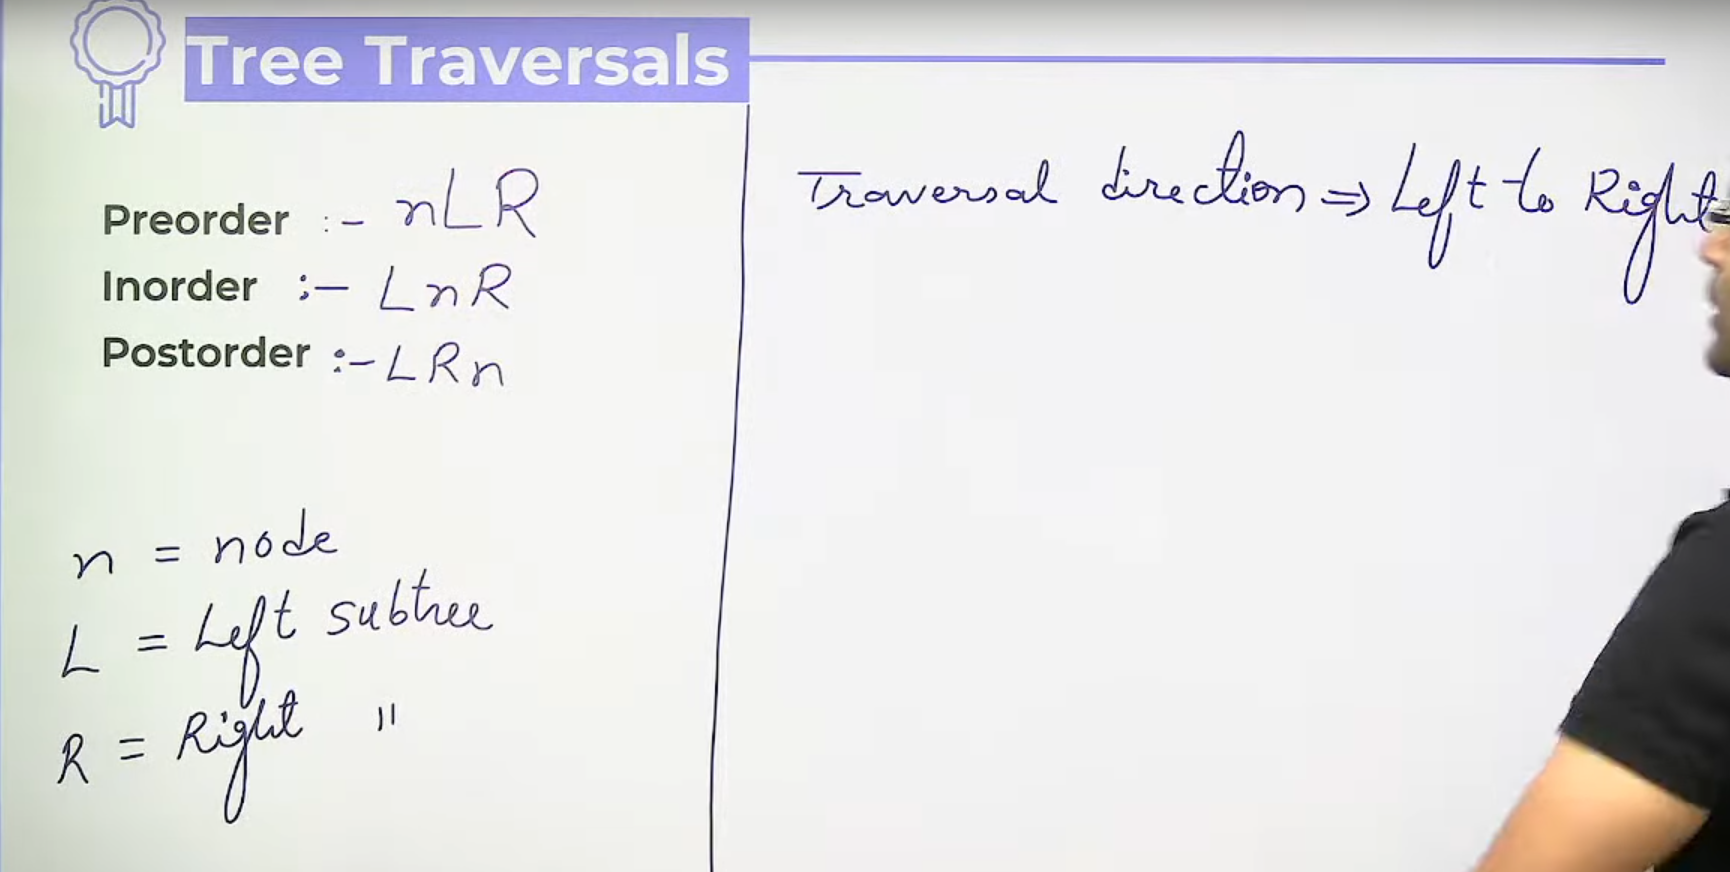 Tree Traversals
Preorder :- nLR
Inorder :- LnR
Postorder :- LRn
n = node
L = Left subtree
R = Right "
Traversal direction ⇒ Left to Right